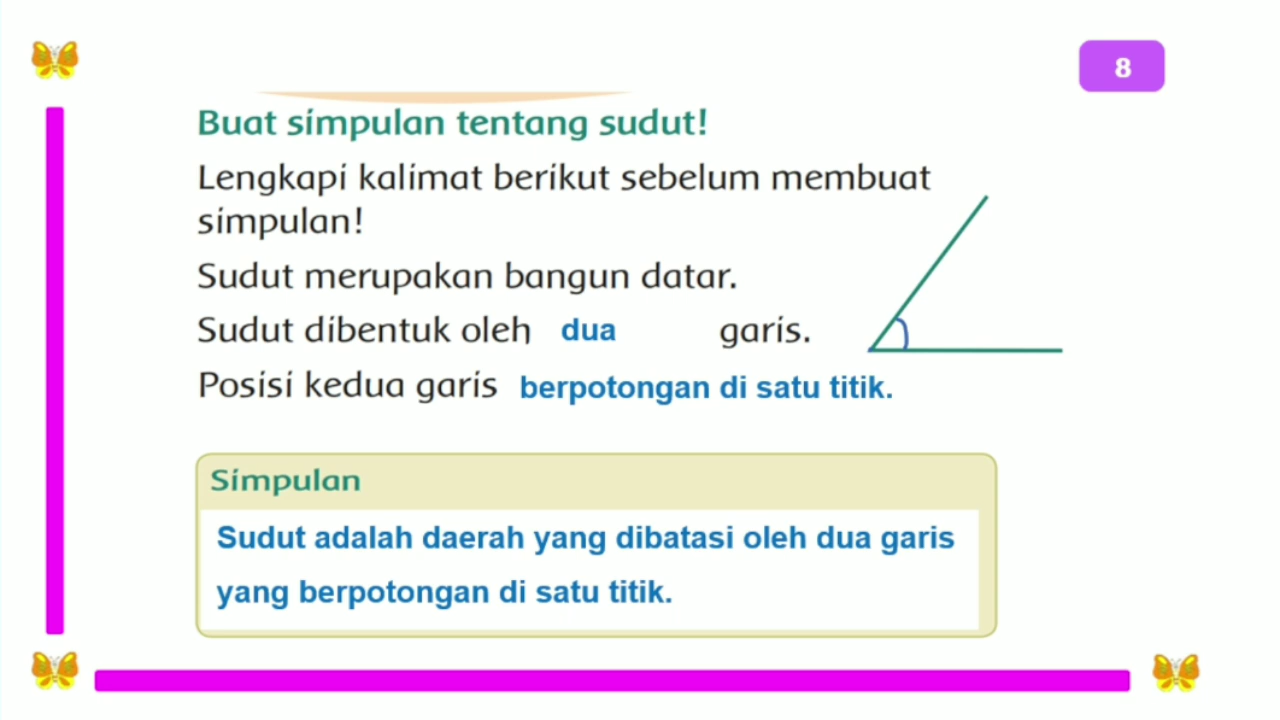 8
Buat simpulan tentang sudut!
Lengkapi kalimat berikut sebelum membuat
simpulan!
Sudut merupakan bangun datar.
Sudut dibentuk oleh dua garis.
Posisi kedua garis berpotongan di satu titik.
Simpulan
Sudut adalah daerah yang dibatasi oleh dua garis
yang berpotongan di satu titik.